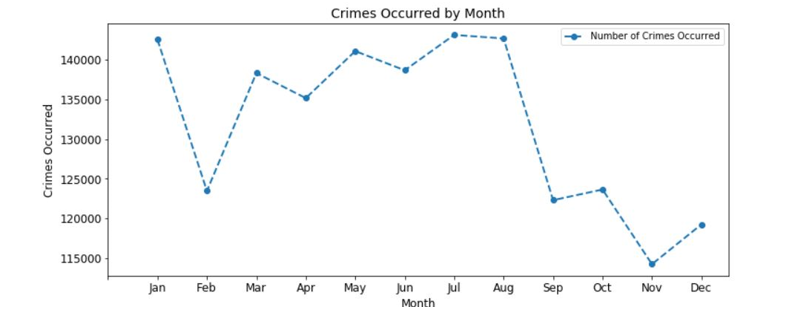 Crimes Occurred by Month
Number of Crimes Occurred
Crimes Occurred
140000
135000
130000
125000
120000
115000
Jan Feb Mar Apr May Jun Jul Aug Sep Oct Nov Dec
Month